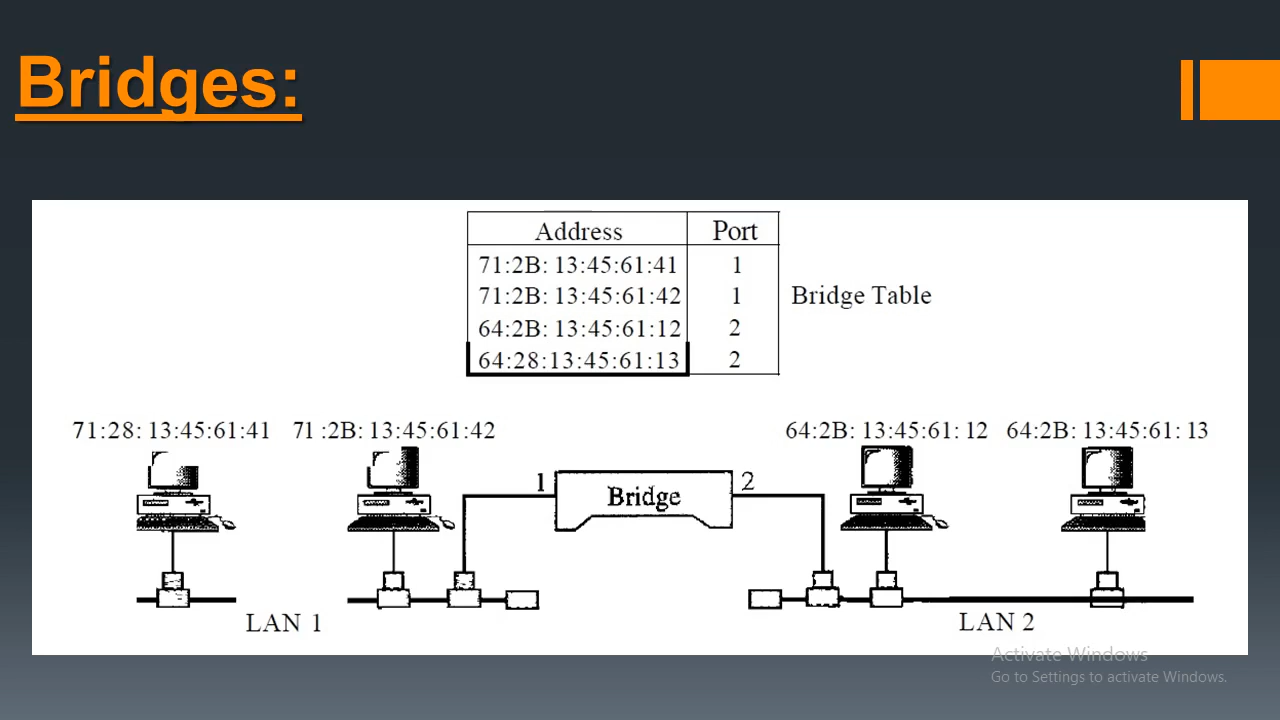 Bridges:
Address Port
71:2B: 13:45:61:41 1
71:2B: 13:45:61:42 1
Bridge Table
64:2B: 13:45:61:12 2
64:28:13:45:61:13 2
71:28: 13:45:61:41 71 :2B: 13:45:61:42 64:2B: 13:45:61: 12 64:2B: 13:45:61: 13
1 Bridge 2
LAN 1 LAN 2
Activate Windows
Go to Settings to activate Windows.